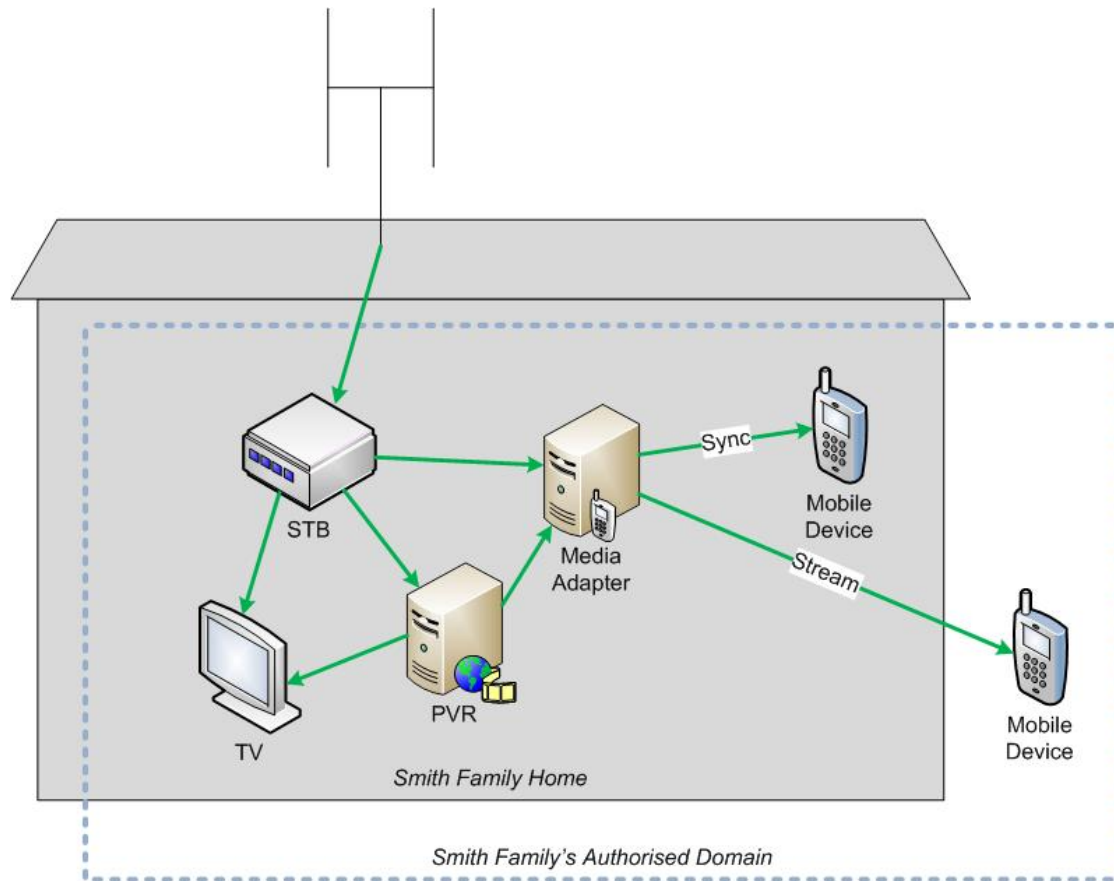 Sync
Mobile
Device
STB
Media
Adapter
Stream
PVR
TV
Mobile
Device
Smith Family Home
Smith Family's Authorised Domain